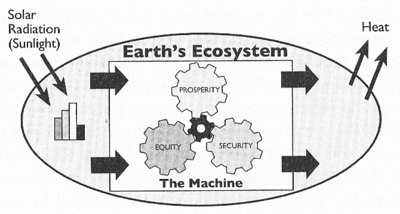 Solar
Radiation
(Sunlight)
Heat
Earth's Ecosystem
PROSPERITY
EQUITY
SECURITY
The Machine